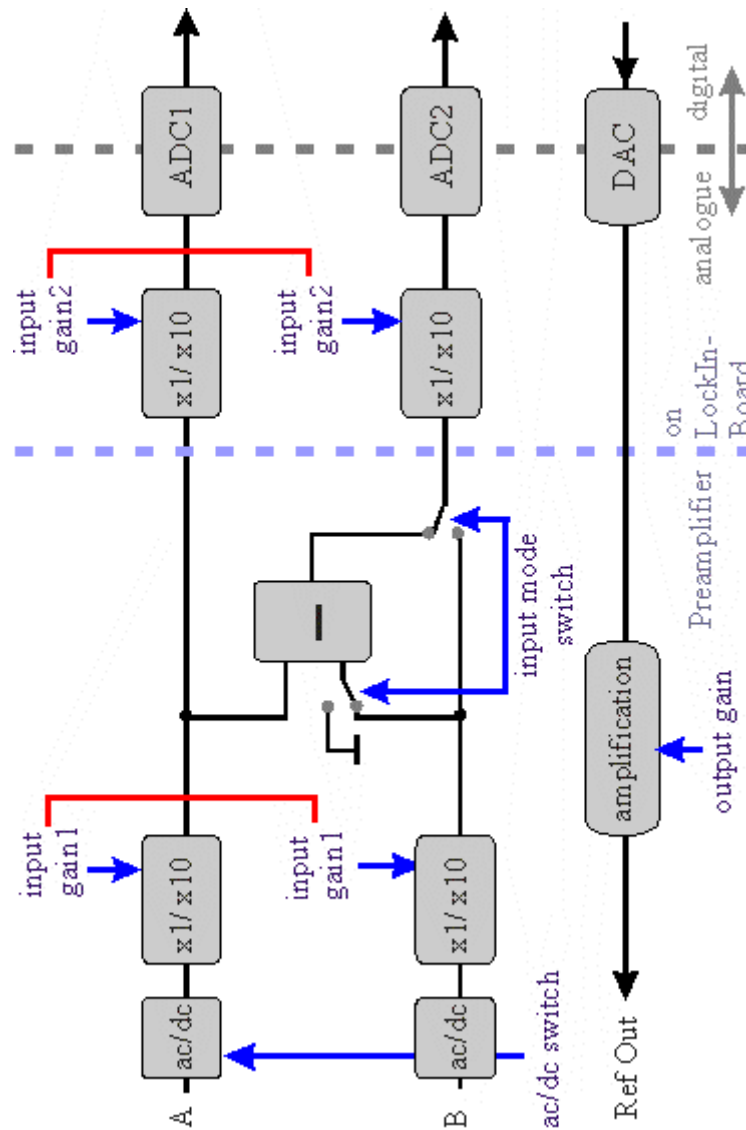 A
ac/dc
x1/x10
input
gain1
x1/x10
input
gain2
ADC1
B
ac/dc
x1/x10
input
gain1
input mode
switch
x1/x10
input
gain2
ADC2
ac/dc switch
Ref Out
amplification
output gain
DAC
Preamplifier
on
LockIn-
Board
analogue
digital